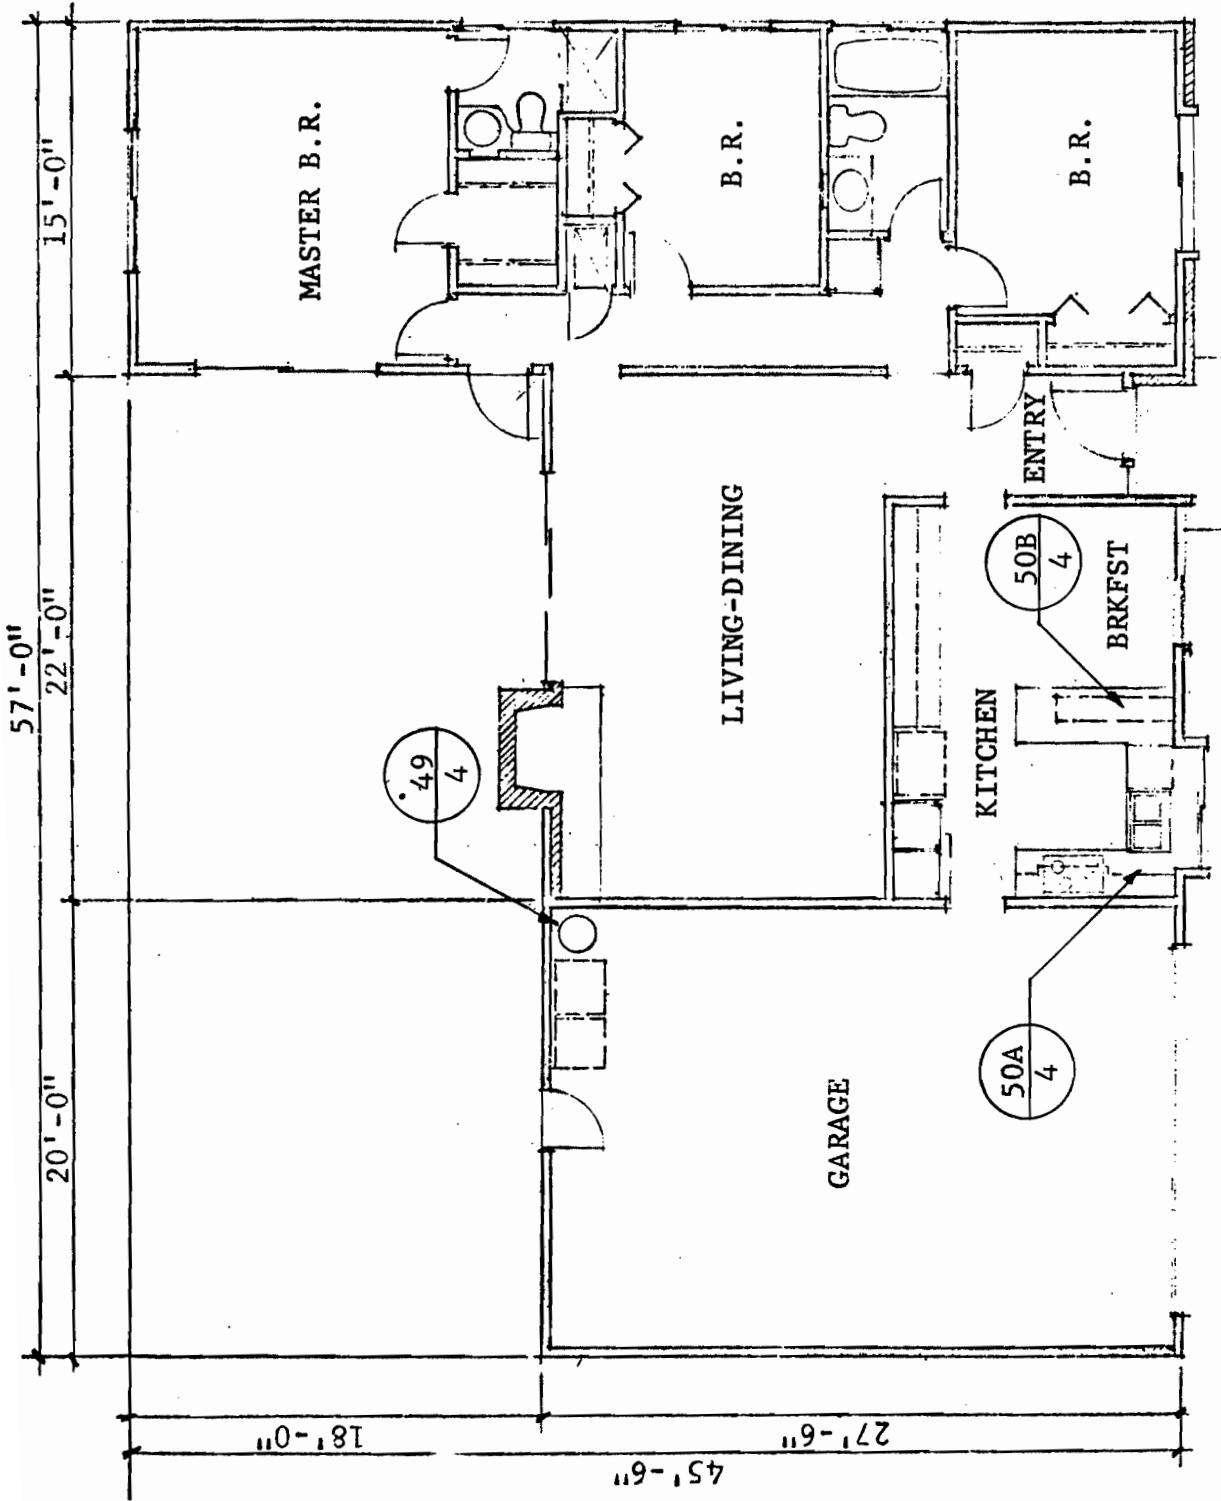 57'-0"
20'-0"
22'-0"
15'-0"
MASTER B.R.
B.R.
B.R.
LIVING-DINING
ENTRY
KITCHEN
BRKFST
GARAGE
49
4
50B
4
50A
4
18'-0"
27'-6"
45'-6"